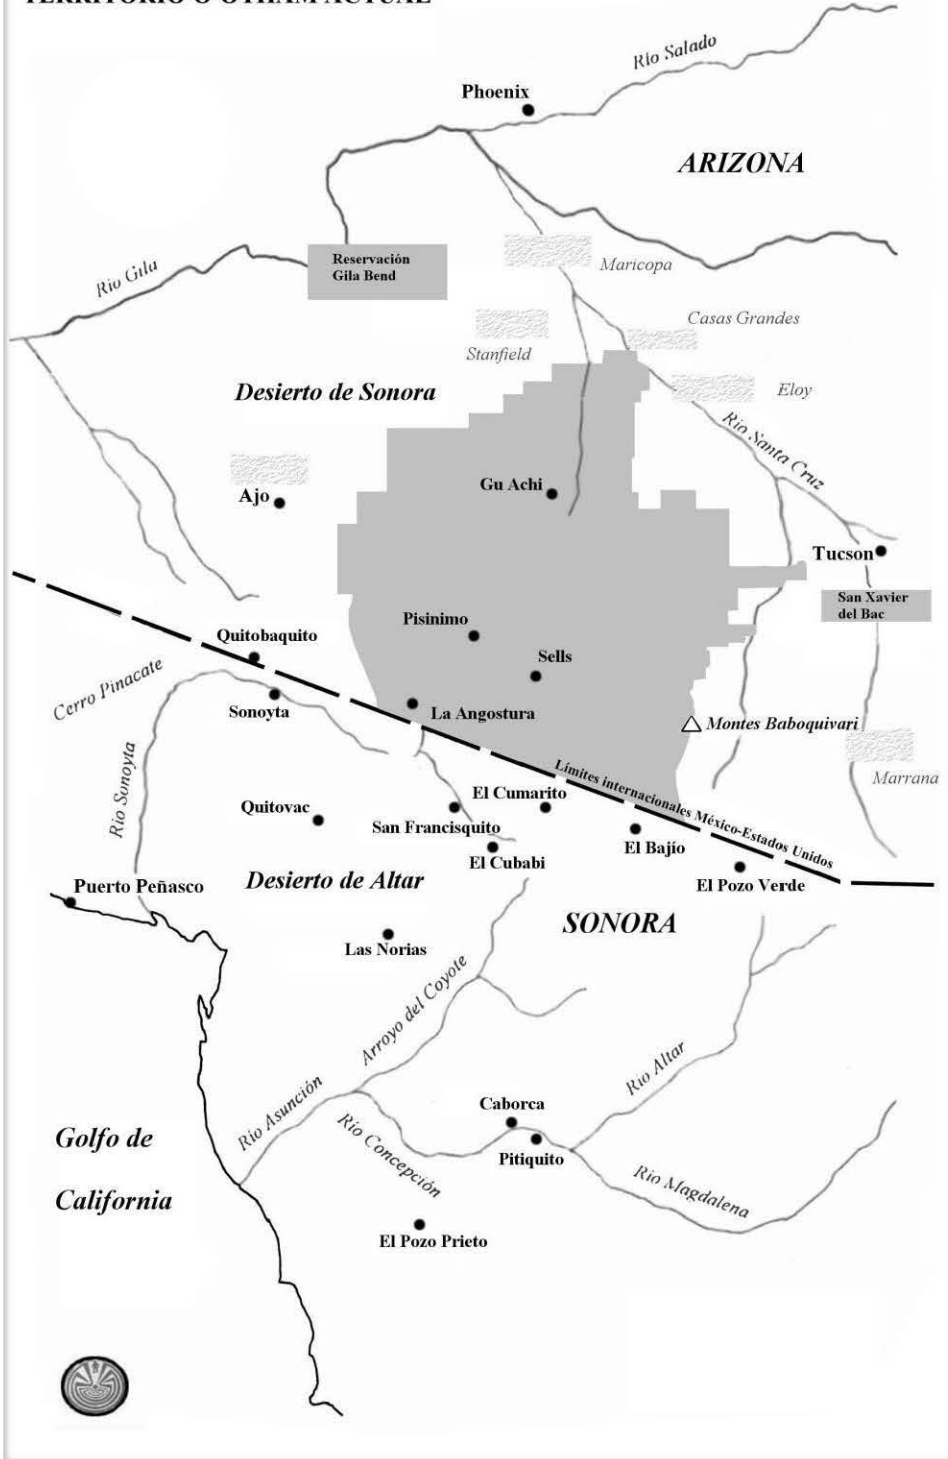 TERRITORIO O'OTHAM ACTUAL
Río Salado
Phoenix
ARIZONA
Reservación
Gila Bend
Maricopa
Río Gila
Casas Grandes
Stanfield
Desierto de Sonora
Eloy
Río Santa Cruz
Ajo
Gu Achi
Tucson
San Xavier
del Bac
Pisinimo
Quitobaquito
Sells
Cerro Pinacate
Sonoyta
La Angostura
Montes Baboquivari
Río Sonoyta
Marrana
Límites internacionales México-Estados Unidos
Quitovac
El Cumarito
San Francisquito
El Bajío
El Cubabi
Desierto de Altar
El Pozo Verde
Puerto Peñasco
SONORA
Las Norias
Arroyo del Coyote
Río Altar
Río Asunción
Caborca
Golfo de
California
Río Concepción
Pitiquito
Río Magdalena
El Pozo Prieto